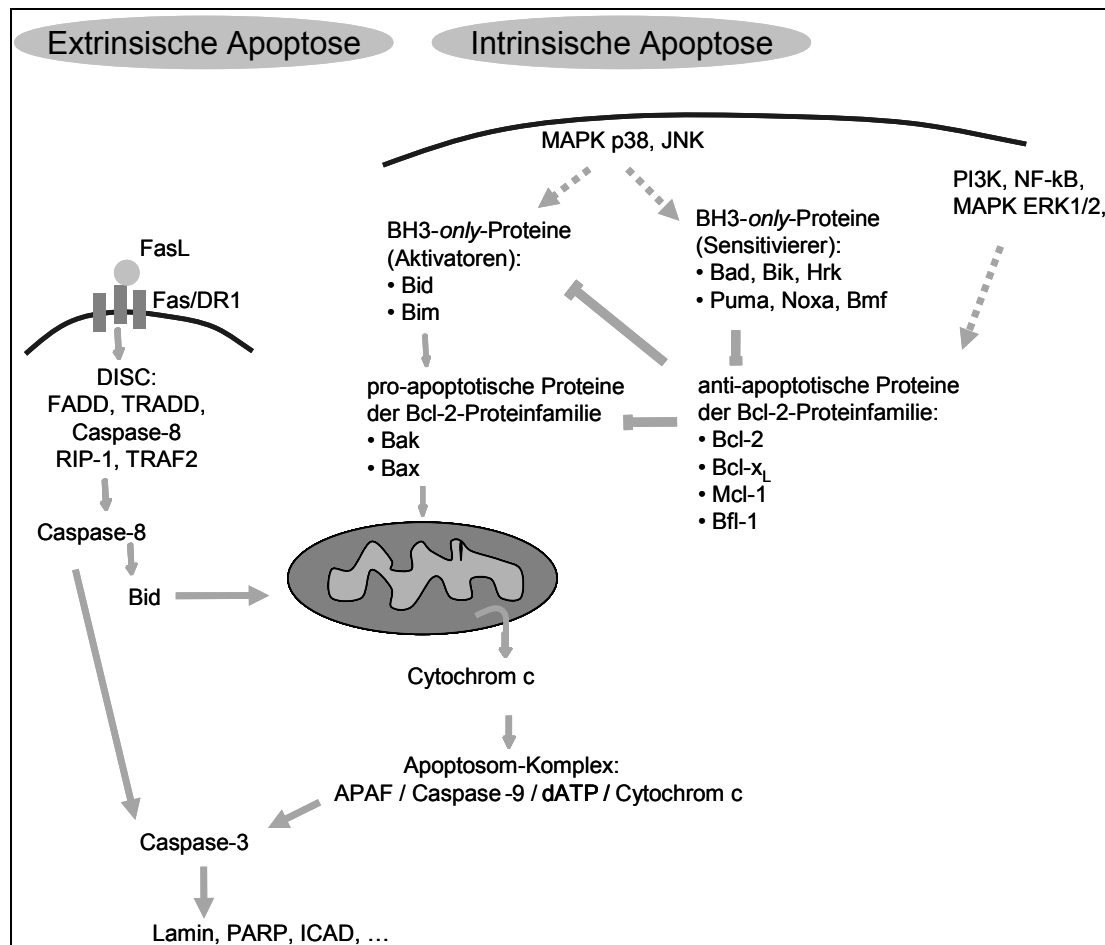 Extrinsische Apoptose
Intrinsische Apoptose
MAPK p38, JNK
PI3K, NF-kB,
MAPK ERK1/2,
BH3-only-Proteine
(Aktivatoren):
• Bid
• Bim
BH3-only-Proteine
(Sensitivierer):
• Bad, Bik, Hrk
• Puma, Noxa, Bmf
FasL
Fas/DR1
DISC:
FADD, TRADD,
Caspase-8
RIP-1, TRAF2
pro-apoptotische Proteine
der Bcl-2-Proteinfamilie
• Bak
• Bax
anti-apoptotische Proteine
der Bcl-2-Proteinfamilie:
• Bcl-2
• Bcl-xL
• Mcl-1
• Bfl-1
Caspase-8
Bid
Cytochrom c
Apoptosom-Komplex:
APAF / Caspase-9 / dATP / Cytochrom c
Caspase-3
Lamin, PARP, ICAD, …